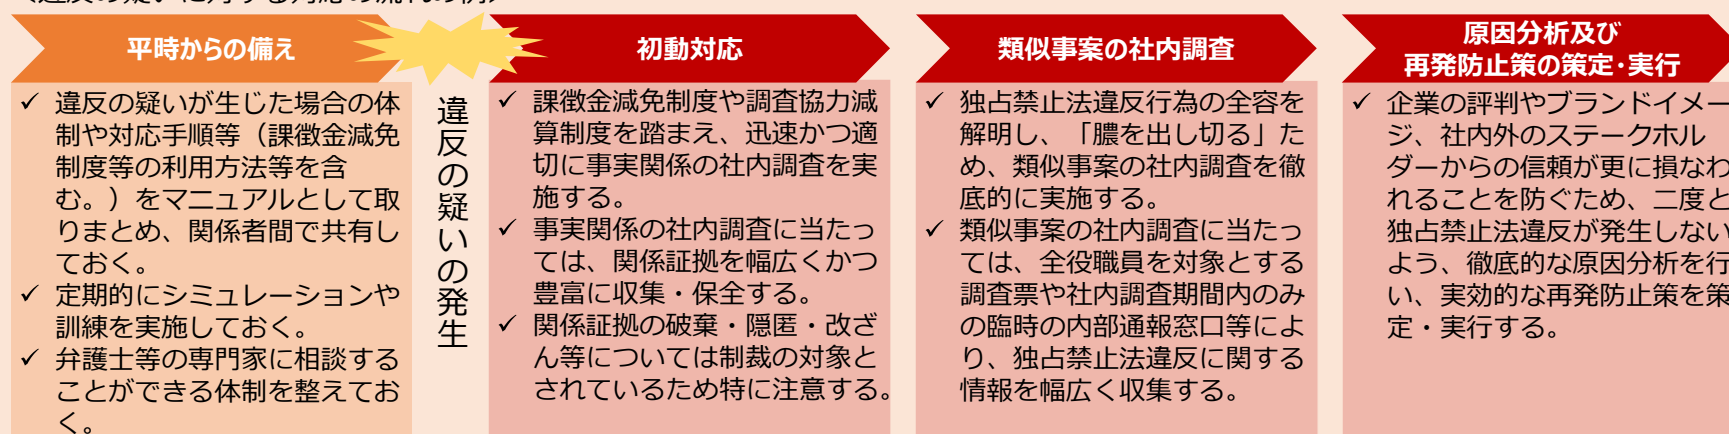 平時からの備え
✓ 違反の疑いが生じた場合の体
制や対応手順等（課徴金減免
制度等の利用方法等を含
む。）をマニュアルとして取
りまとめ、関係者間で共有し
ておく。
✓ 定期的にシミュレーションや
訓練を実施しておく。
✓ 弁護士等の専門家に相談する
ことができる体制を整えてお
く。
違反の疑いの発生
初動対応
✓ 課徴金減免制度や調査協力減
算制度を踏まえ、迅速かつ適
切に事実関係の社内調査を実
施する。
✓ 事実関係の社内調査に当たっ
ては、関係証拠を幅広くかつ
豊富に収集・保全する。
✓ 関係証拠の破棄・隠匿・改ざ
ん等については制裁の対象と
されているため特に注意する。
類似事案の社内調査
✓ 独占禁止法違反行為の全容を
解明し、「膿を出し切る」た
め、類似事案の社内調査を徹
底的に実施する。
✓ 類似事案の社内調査に当たっ
ては、全役職員を対象とする
調査票や社内調査期間内のみ
の臨時の内部通報窓口等によ
り、独占禁止法違反に関する
情報を幅広く収集する。
原因分析及び
再発防止策の策定･実行
✓ 企業の評判やブランドイメー
ジ、社内外のステークホル
ダーからの信頼が更に損なわ
れることを防ぐため、二度と
独占禁止法違反が発生しない
よう、徹底的な原因分析を行
い、実効的な再発防止策を策
定・実行する。